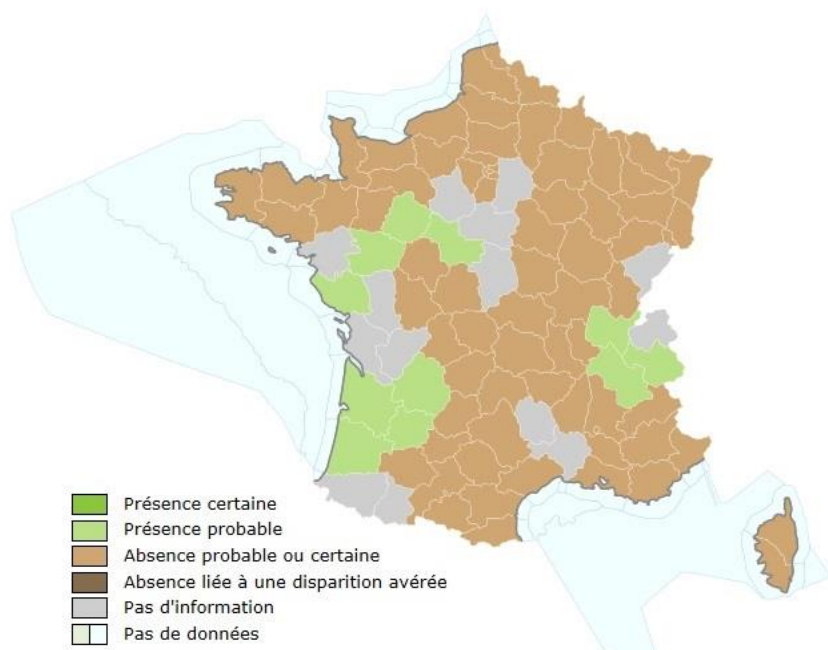 Présence certaine
Présence probable
Absence probable ou certaine
Absence liée à une disparition avérée
Pas d'information
Pas de données